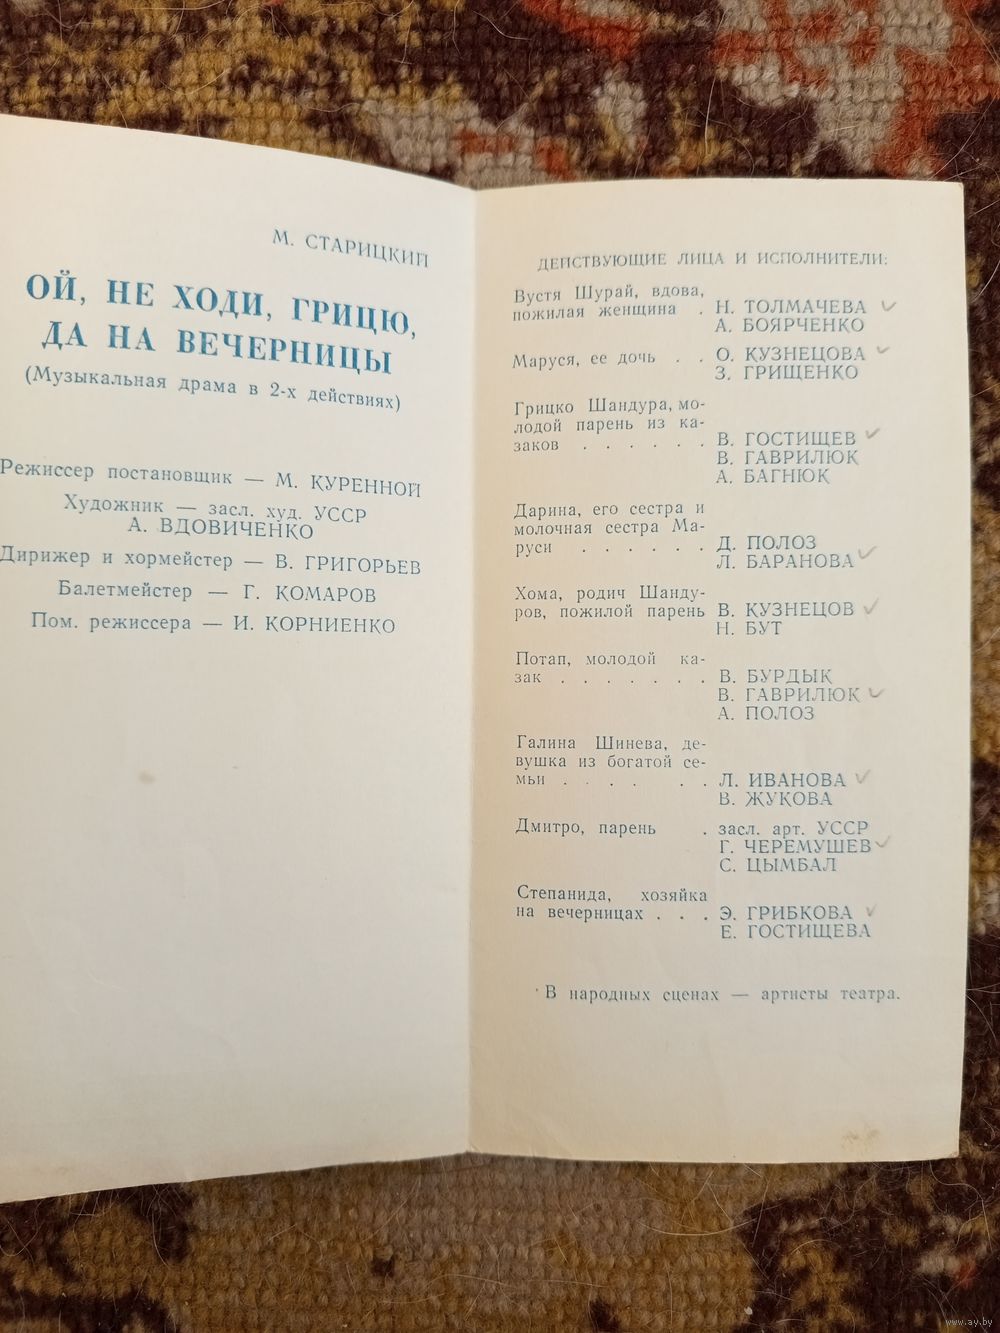 М. СТАРИЦКИЙ
ОЙ, НЕ ХОДИ, ГРИЦЮ,
ДА НА ВЕЧЕРНИЦЫ
(Музыкальная драма в 2-х действиях)
Режиссер постановщик — М. КУРЕННОЙ
Художник — засл. худ. УССР
А. ВДОВИЧЕНКО
Дирижер и хормейстер — В. ГРИГОРЬЕВ
Балетмейстер — Г. КОМАРОВ
Пом. режиссера — И. КОРНИЕНКО
ДЕЙСТВУЮЩИЕ ЛИЦА И ИСПОЛНИТЕЛИ:
Вустя Шурай, вдова,
пожилая женщина . Н. ТОЛМАЧЕВА
А. БОЯРЧЕНКО
Маруся, ее дочь . . О. КУЗНЕЦОВА
З. ГРИЩЕНКО
Грицко Шандура, мо-
лодой парень из ка-
заков . . . . . . В. ГОСТИЩЕВ
В. ГАВРИЛЮК
А. БАГНЮК
Дарина, его сестра и
молочная сестра Ма-
руси . . . . . . Д. ПОЛОЗ
Л. БАРАНОВА
Хома, родич Шанду-
ров, пожилой парень В. КУЗНЕЦОВ
Н. БУТ
Потап, молодой ка-
зак . . . . . . . В. БУРДЫК
В. ГАВРИЛЮК
А. ПОЛОЗ
Галина Шинева, де-
вушка из богатой се-
мьи . . . . . . Л. ИВАНОВА
В. ЖУКОВА
Дмитро, парень . засл. арт. УССР
Г. ЧЕРЕМУШЕВ
С. ЦЫМБАЛ
Степанида, хозяйка
на вечерницах . . . Э. ГРИБКОВА
Е. ГОСТИЩЕВА
В народных сценах — артисты театра.
www.ay.by